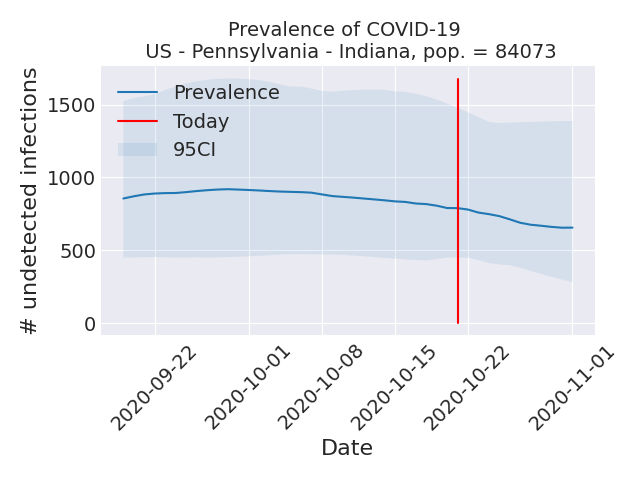 Prevalence of COVID-19
US - Pennsylvania - Indiana, pop. = 84073
# undetected infections
1500
1000
500
0
Prevalence
Today
95CI
2020-09-22
2020-10-01
2020-10-08
2020-10-15
2020-10-22
2020-11-01
Date